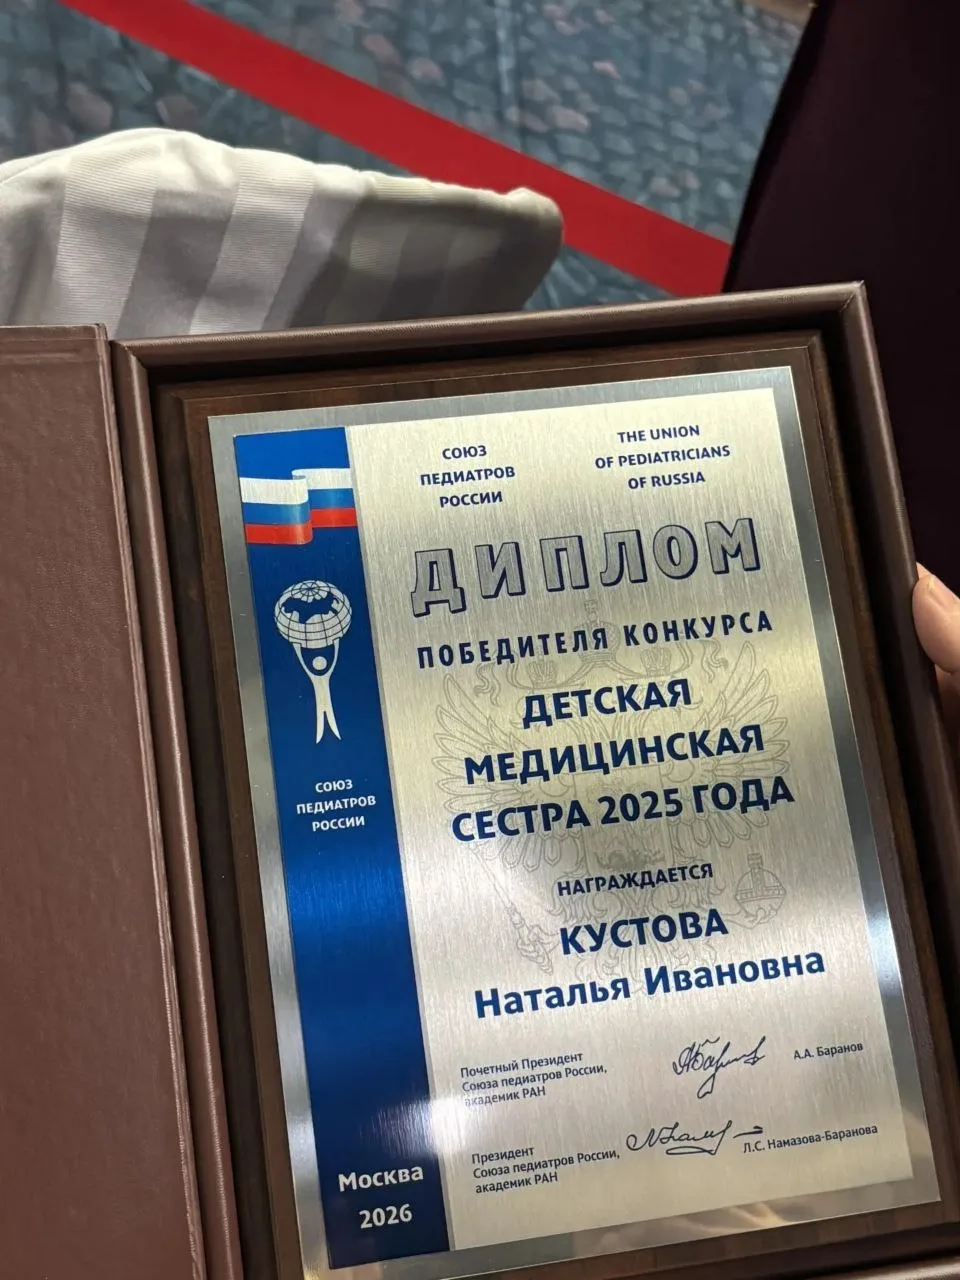 СОЮЗ
ПЕДИАТРОВ
РОССИИ
THE UNION
OF PEDIATRICIANS
OF RUSSIA
ДИПЛОМ
ПОБЕДИТЕЛЯ КОНКУРСА
ДЕТСКАЯ
МЕДИЦИНСКАЯ
СЕСТРА 2025 ГОДА
НАГРАЖДАЕТСЯ
КУСТОВА
Наталья Ивановна
Почетный Президент
Союза педиатров России,
академик РАН
А.А. Баранов
Президент
Союза педиатров России,
академик РАН
Л.С. Намазова-Баранова
СОЮЗ
ПЕДИАТРОВ
РОССИИ
Москва
2026